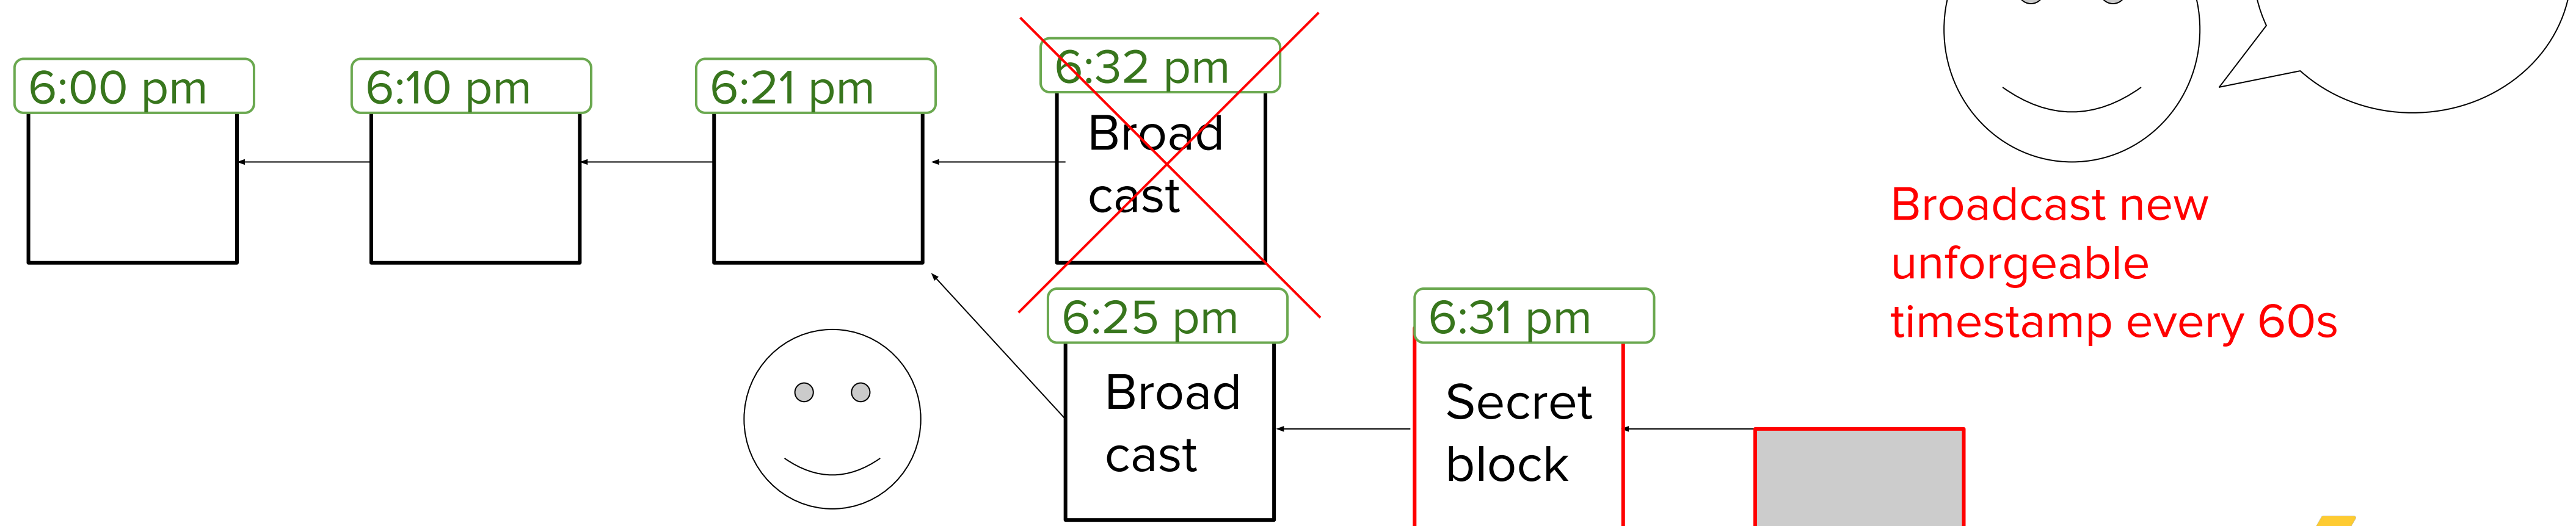 6:00 pm
6:10 pm
6:21 pm
6:32 pm
Broad
cast
6:25 pm
Broad
cast
6:31 pm
Secret
block
Broadcast new
unforgeable
timestamp every 60s